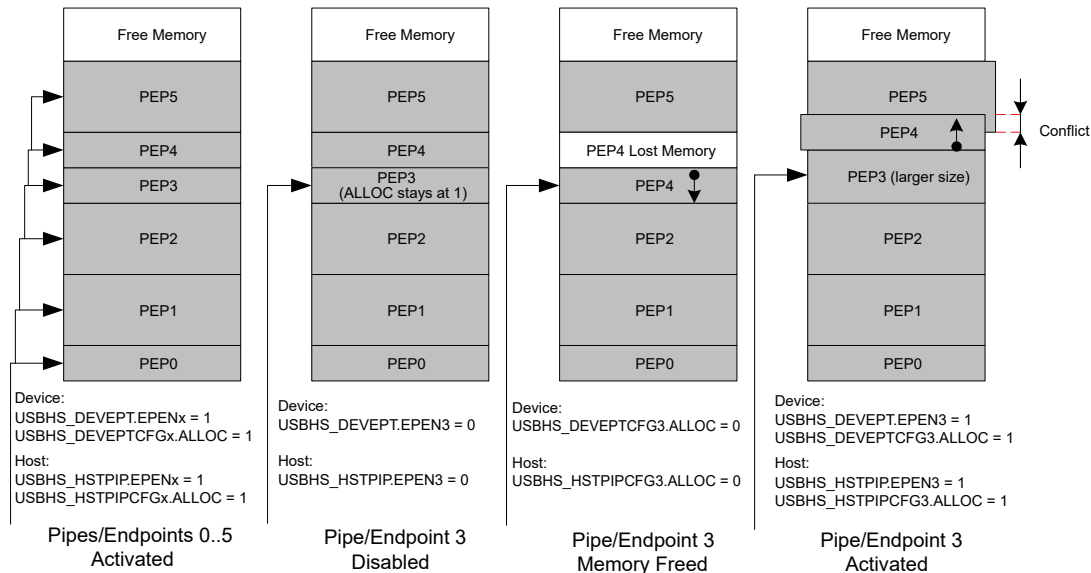 Free Memory
PEP5
PEP4
PEP3
PEP2
PEP1
PEP0
Device:
USBHS_DEVEPT.EPENx = 1
USBHS_DEVEPTCFGx.ALLOC = 1
Host:
USBHS_HSTPIP.EPENx = 1
USBHS_HSTPIPCFGx.ALLOC = 1
Pipes/Endpoints 0..5
Activated
Free Memory
PEP5
PEP4
PEP3
(ALLOC stays at 1)
PEP2
PEP1
PEP0
Device:
USBHS_DEVEPT.EPEN3 = 0
Host:
USBHS_HSTPIP.EPEN3 = 0
Pipe/Endpoint 3
Disabled
Free Memory
PEP5
PEP4 Lost Memory
PEP4
PEP2
PEP1
PEP0
Device:
USBHS_DEVEPTCFG3.ALLOC = 0
Host:
USBHS_HSTPIPCFG3.ALLOC = 0
Pipe/Endpoint 3
Memory Freed
Free Memory
PEP5
PEP4
Conflict
PEP3 (larger size)
PEP2
PEP1
PEP0
Device:
USBHS_DEVEPT.EPEN3 = 1
USBHS_DEVEPTCFG3.ALLOC = 1
Host:
USBHS_HSTPIP.EPEN3 = 1
USBHS_HSTPIPCFG3.ALLOC = 1
Pipe/Endpoint 3
Activated